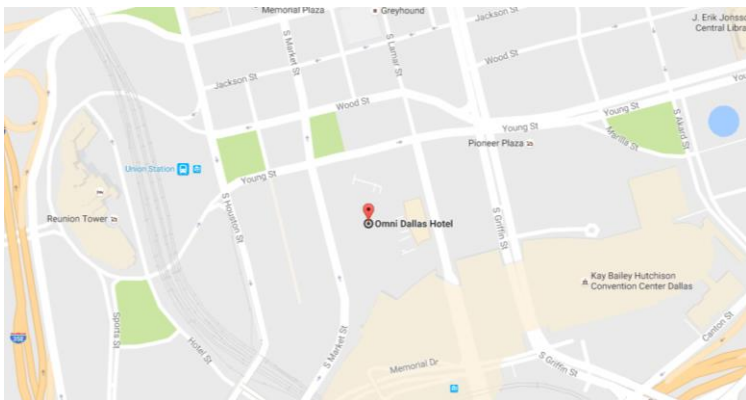 Memorial Plaza
Greyhound
Jackson St
J. Erik Jonsson
Central Libra
S Market St
S Lamar St
Wood St
Jackson St
Wood St
Young St
Young St
You
S Akard St
Marilla St
Pioneer Plaza
Union Station
Young St
S Houston St
Reunion Tower
Omni Dallas Hotel
S Griffin St
Kay Bailey Hutchison
Convention Center Dallas
Sports St
Hotel St
S Market St
Memorial Dr
S Griffin St
Canton St